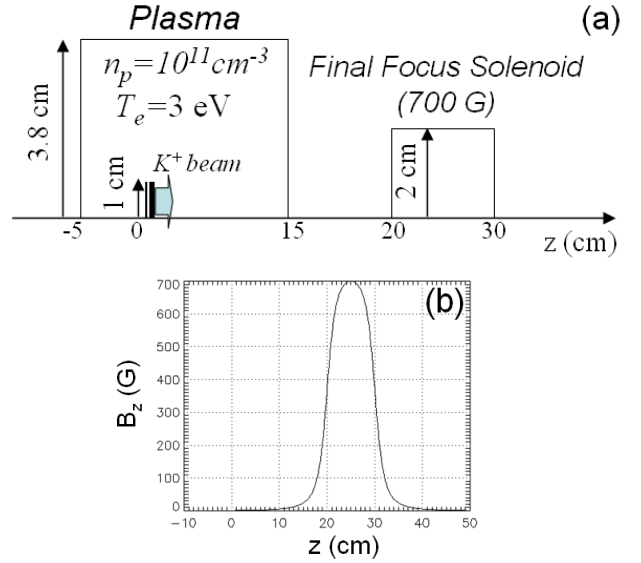 (a)
Plasma
n_p=10^11 cm^-3
T_e=3 eV
3.8 cm
1 cm
K+ beam
Final Focus Solenoid
(700 G)
2 cm
-5 0 15 20 30
z (cm)
(b)
B_z (G)
700
600
500
400
300
200
100
0
-10 0 10 20 30 40 50
z (cm)